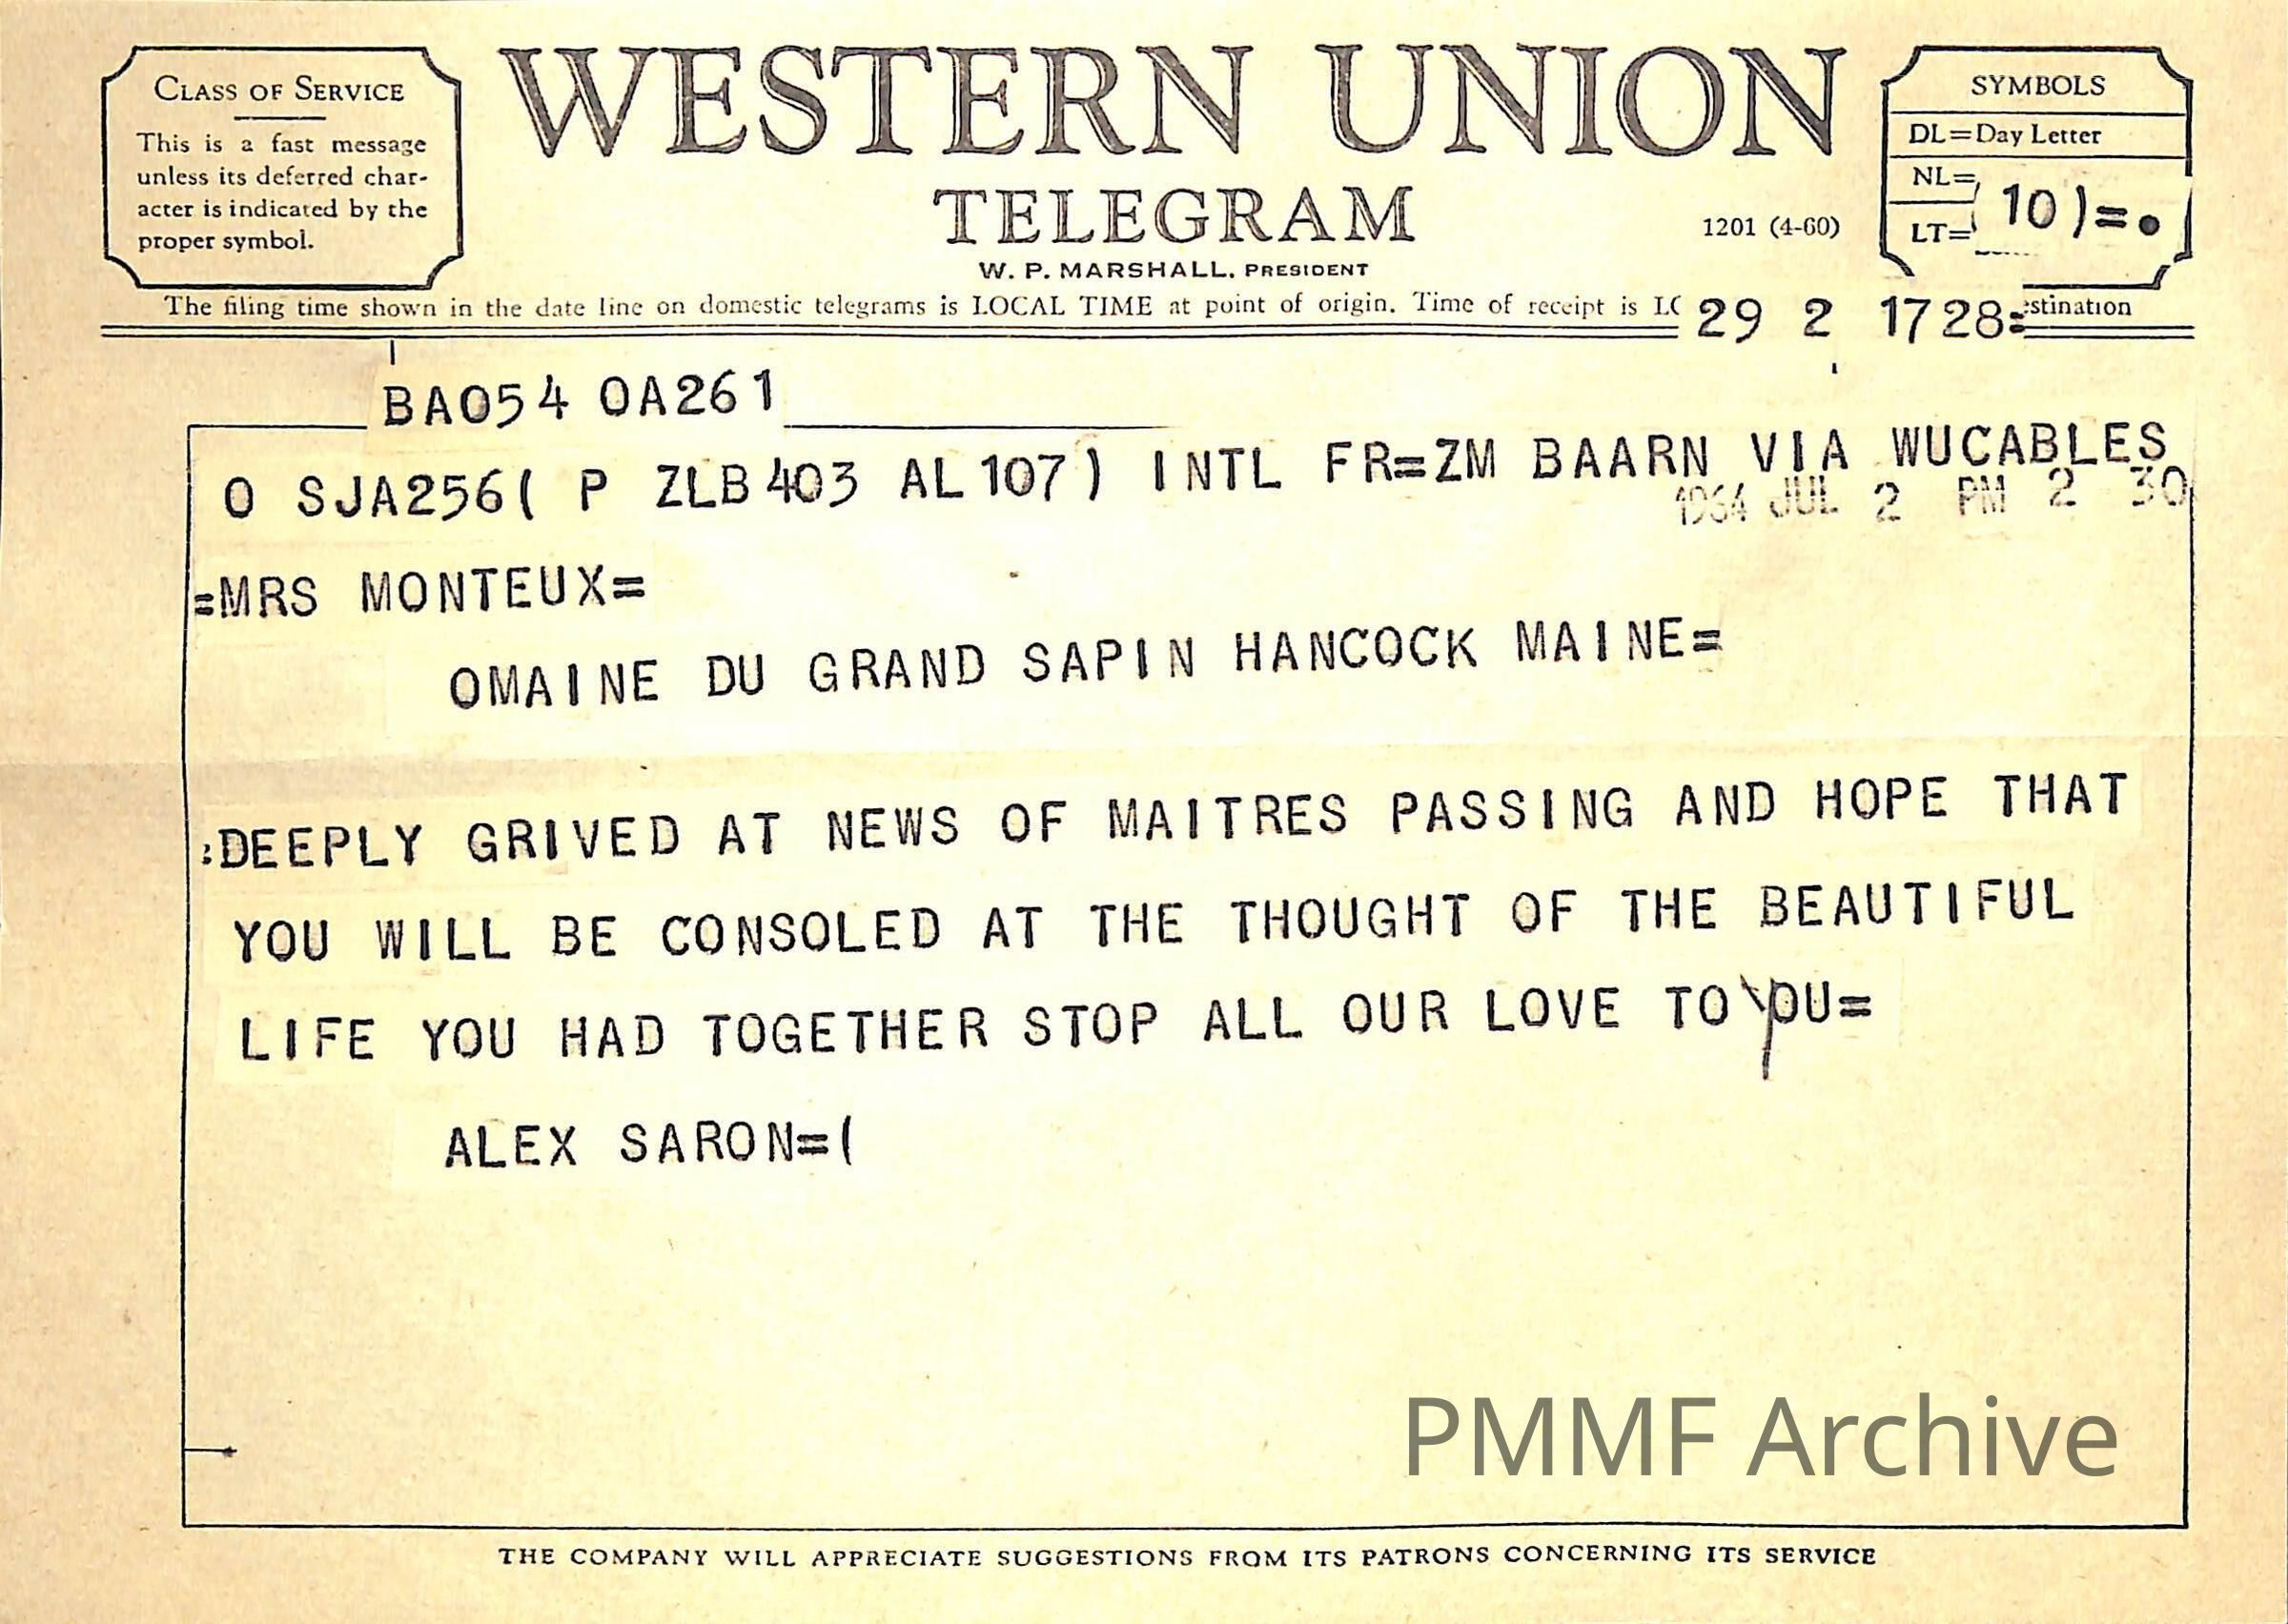 CLASS OF SERVICE
This is a fast message
unless its deferred char-
acter is indicated by the
proper symbol.
WESTERN UNION
TELEGRAM
W. P. MARSHALL, PRESIDENT
1201 (4-60)
SYMBOLS
DL=Day Letter
NL=
LT=
10)=.
The filing time shown in the date line on domestic telegrams is LOCAL TIME at point of origin. Time of receipt is
29 2 1728=
BA054 OA261
O SJA256( P ZLB403 AL107) INTL FR=ZM BAARN VIA WUCABLES
1964 JUL 2 PM 2 30
=MRS MONTEUX=
OMAINE DU GRAND SAPIN HANCOCK MAINE=
:DEEPLY GRIVED AT NEWS OF MAITRES PASSING AND HOPE THAT
YOU WILL BE CONSOLED AT THE THOUGHT OF THE BEAUTIFUL
LIFE YOU HAD TOGETHER STOP ALL OUR LOVE TO YOU=
ALEX SARON=(
PMMF Archive
THE COMPANY WILL APPRECIATE SUGGESTIONS FROM ITS PATRONS CONCERNING ITS SERVICE